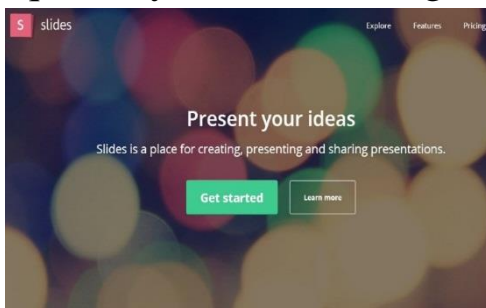 S slides
Explore Features Pricing
Present your ideas
Slides is a place for creating, presenting and sharing presentations.
Get started
Learn more